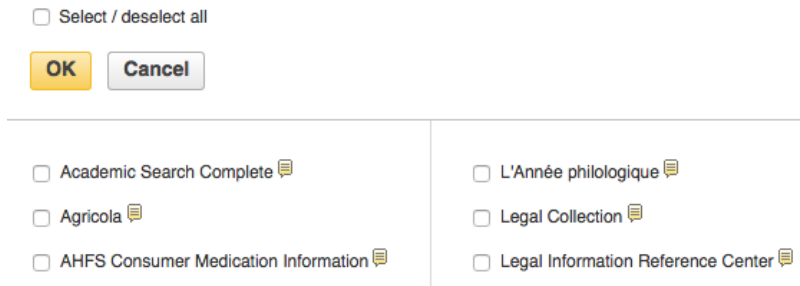 Select / deselect all
OK Cancel
Academic Search Complete
Agricola
AHFS Consumer Medication Information
L'Année philologique
Legal Collection
Legal Information Reference Center